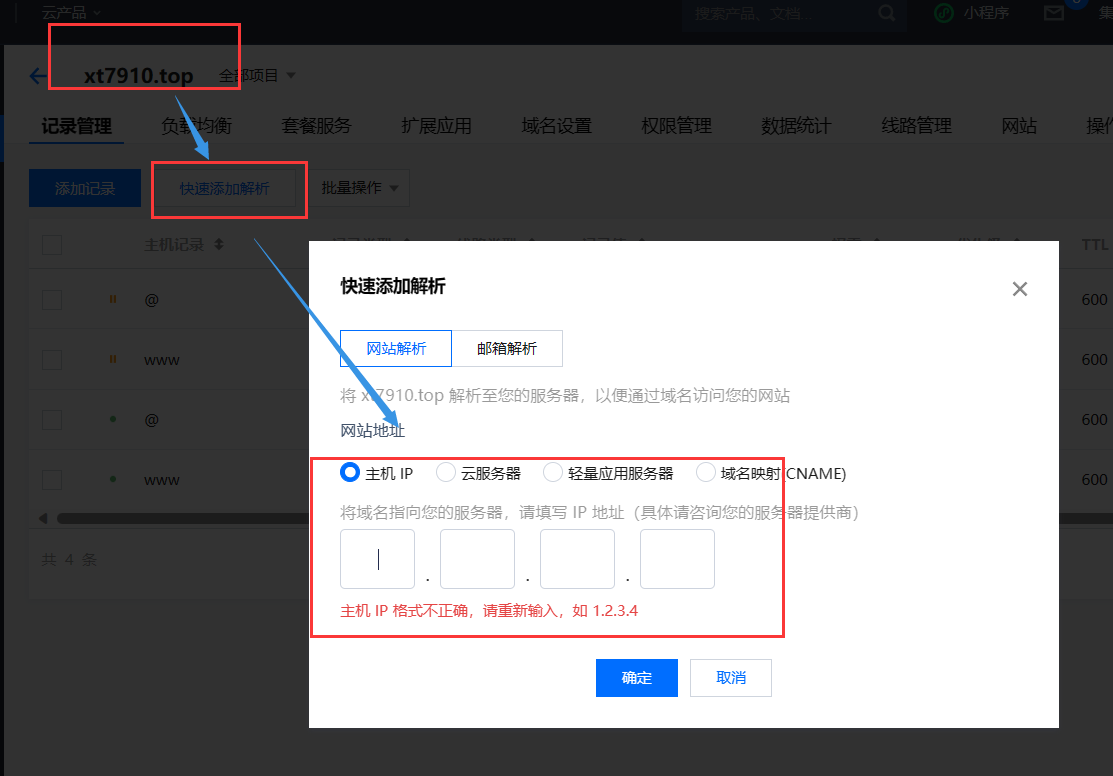 云产品
搜索产品、文档...
小程序
集
xt7910.top
全部项目
记录管理 负载均衡 套餐服务 扩展应用 域名设置 权限管理 数据统计 线路管理 网站 操作
添加记录 快速添加解析 批量操作
主机记录
TTL
@
600
www
600
@
600
www
600
共 4 条
快速添加解析
网站解析 邮箱解析
将 xt7910.top 解析至您的服务器，以便通过域名访问您的网站
网站地址
主机 IP 云服务器 轻量应用服务器 域名映射(CNAME)
将域名指向您的服务器，请填写 IP 地址（具体请咨询您的服务器提供商）
. . .
主机 IP 格式不正确，请重新输入，如 1.2.3.4
确定 取消